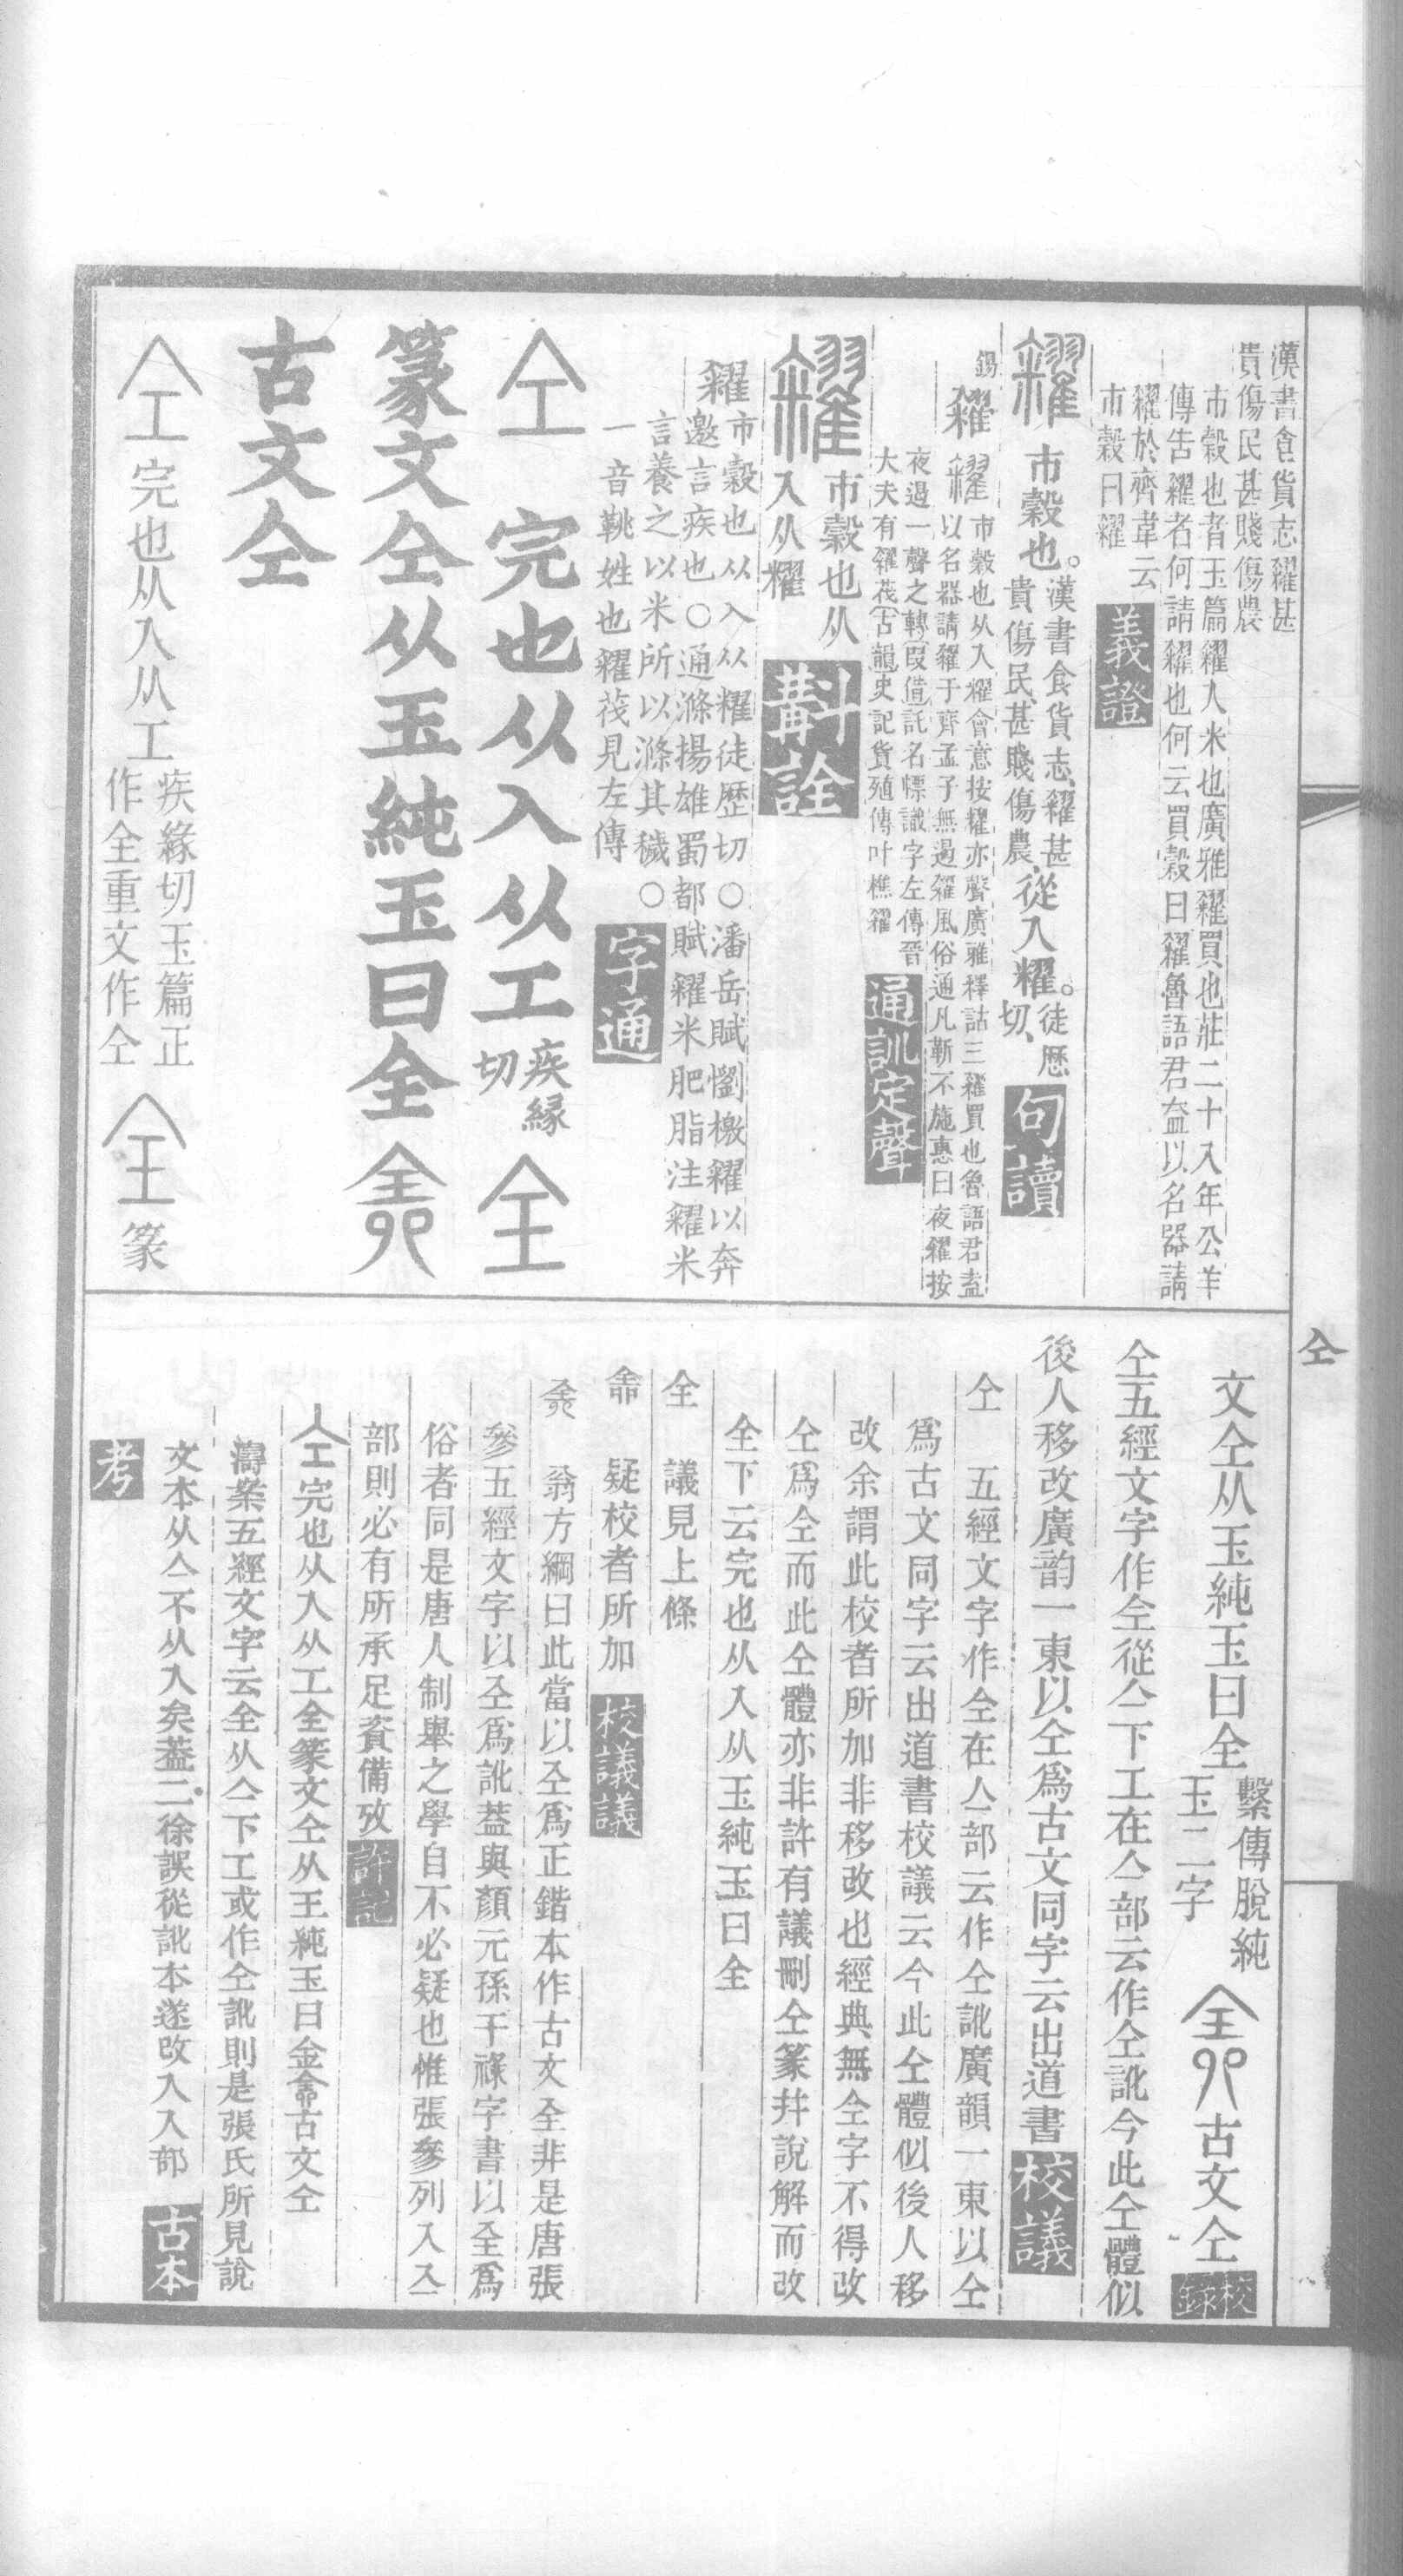 漢書食貨志糴甚
貴傷民甚賤傷農
市穀也者玉篇糴入米也廣雅糴買也莊二十八年公羊
傳告糴者何請糴也何云買穀曰糴魯語君盍以名器請
糴於齊韋云
市穀曰糴
義證
糴
市穀也。
漢書食貨志、糴甚
貴傷民、甚賤傷農、
從入糴。
徒歷
切、
句讀
錫
糴
糴
市穀也从入糴會意按糴亦聲廣雅釋詁三糴買也魯語君盍
以名器請糴于齊孟子無遏糴風俗通凡靳不施惠曰夜糴按
夜遏一聲之轉叚借託名幖識字左傳晉
大夫有糴茷古韻史記貨殖傳叶樵糴
通訓定聲
糴
市穀也从
入从糴
斠詮
糴
市穀也从入从糴徒歷切○潘岳賦懰檄糴以奔
邀言疾也○通滌揚雄蜀都賦糴米肥脂注糴米
言養之以米所以滌其穢○
一音鞉姓也糴茷見左傳
字通
仝
完也从入从工
疾緣
切
全
篆文仝从玉純玉曰全
古文仝
仝
完也从入从工
疾緣切玉篇正
作全重文作仝
全
篆
仝
文仝从玉純玉曰全
繫傳脫純
玉二字
古文仝
校
錄
仝五經文字作仝從亼下工在亼部云作仝訛今此仝體似
後人移改廣韵一東以仝爲古文同字云出道書
校議
仝
五經文字作仝在亼部云作仝訛廣韻一東以仝
爲古文同字云出道書校議云今此仝體似後人移
改余謂此校者所加非移改也經典無仝字不得改
仝爲仝而此仝體亦非許有議刪仝篆幷說解而改
全下云完也从入从玉純玉曰全
全
議見上條
疑校者所加
校議議
翁方綱曰此當以全爲正鍇本作古文全非是唐張
參五經文字以全爲訛葢與顏元孫干祿字書以全爲
俗者同是唐人制舉之學自不必疑也惟張參列入亼
部則必有所承足資備攷
許記
仝完也从入从工全篆文仝从王純玉曰全古文仝
濤案五經文字云全从亼下工或作仝訛則是張氏所見說
文本从亼不从入矣葢二徐誤從訛本遂改入入部
古本
考